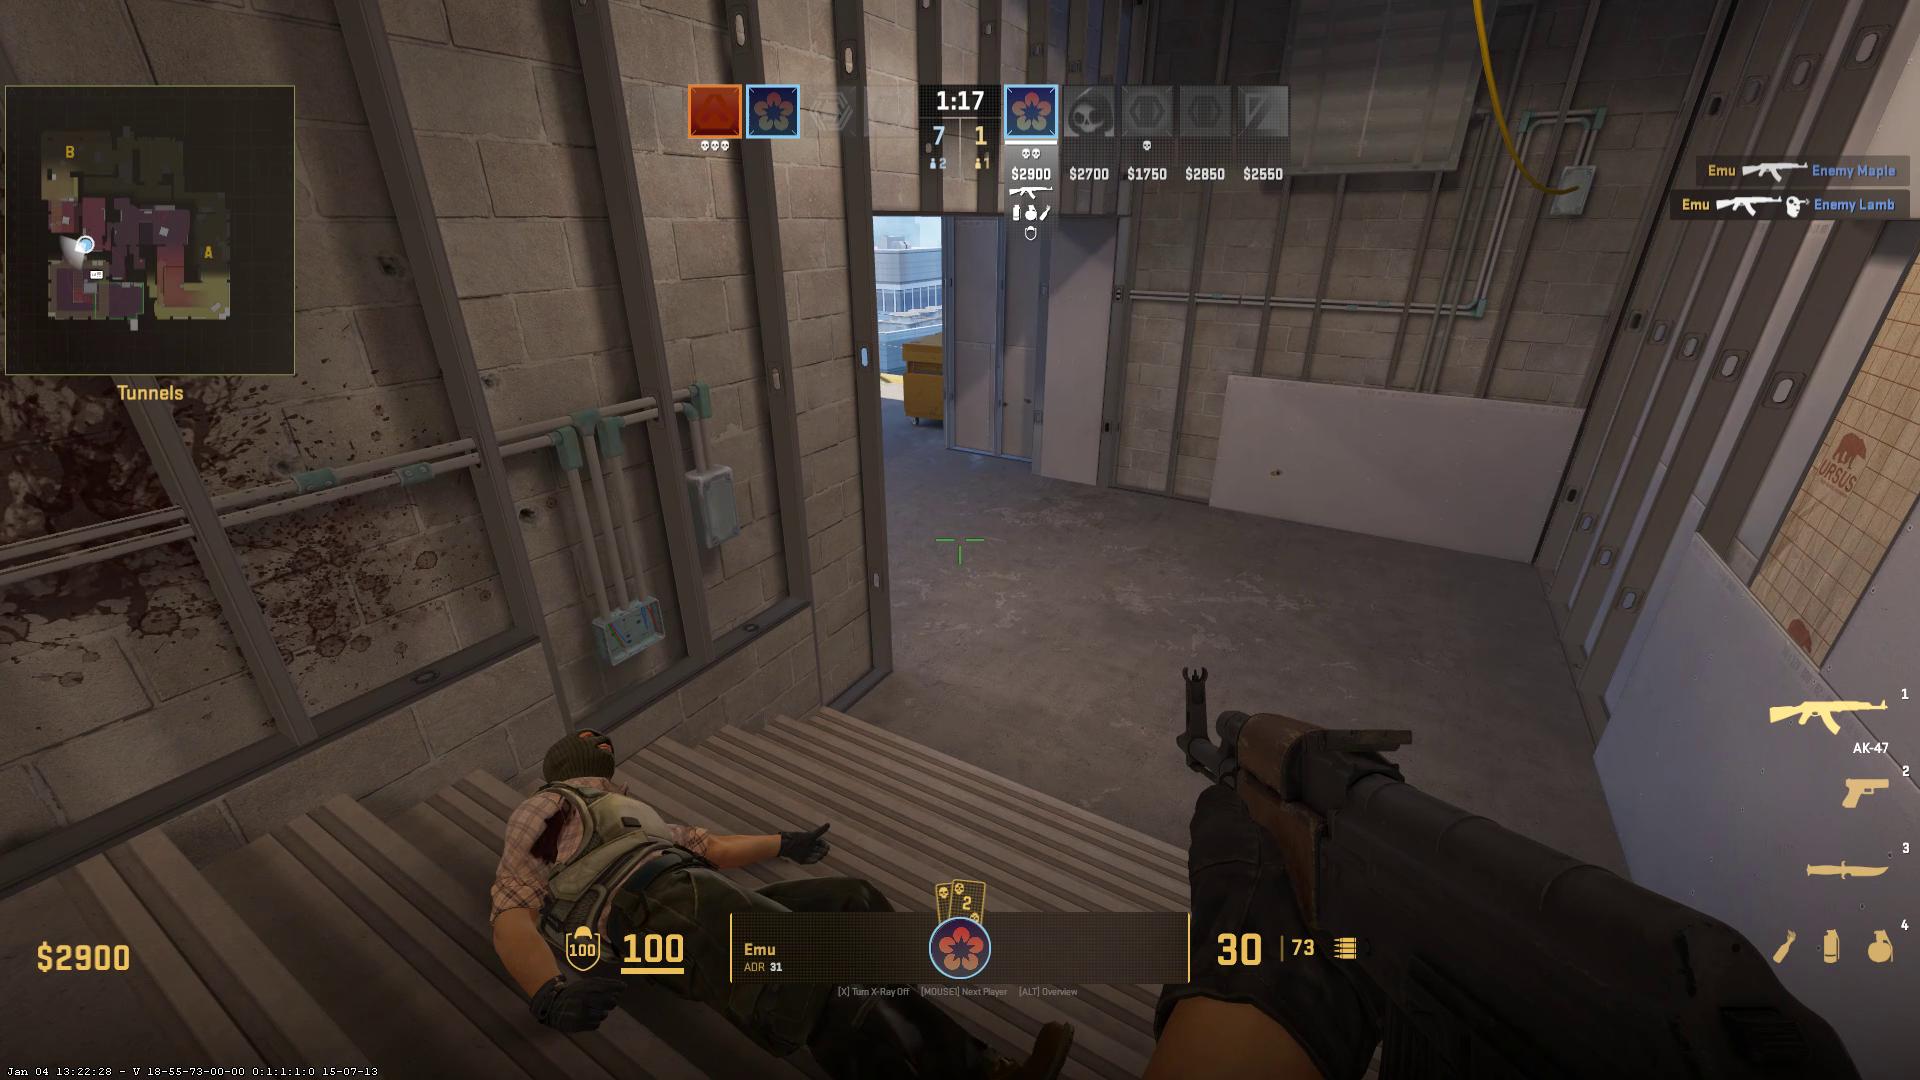 1:17
7 1
2 1
$2900 $2700 $1750 $2850 $2550
Emu Enemy Maple
Emu Enemy Lamb
B
A
Tunnels
URSUS
1
AK-47
2
3
4
$2900
100
100
2
Emu
ADR 31
30 73
[X] Turn X-Ray Off [MOUSE1] Next Player [ALT] Overview
Jan 04 13:22:28 - V 18-55-73-00-00 0:1:1:1:0 15-07-13